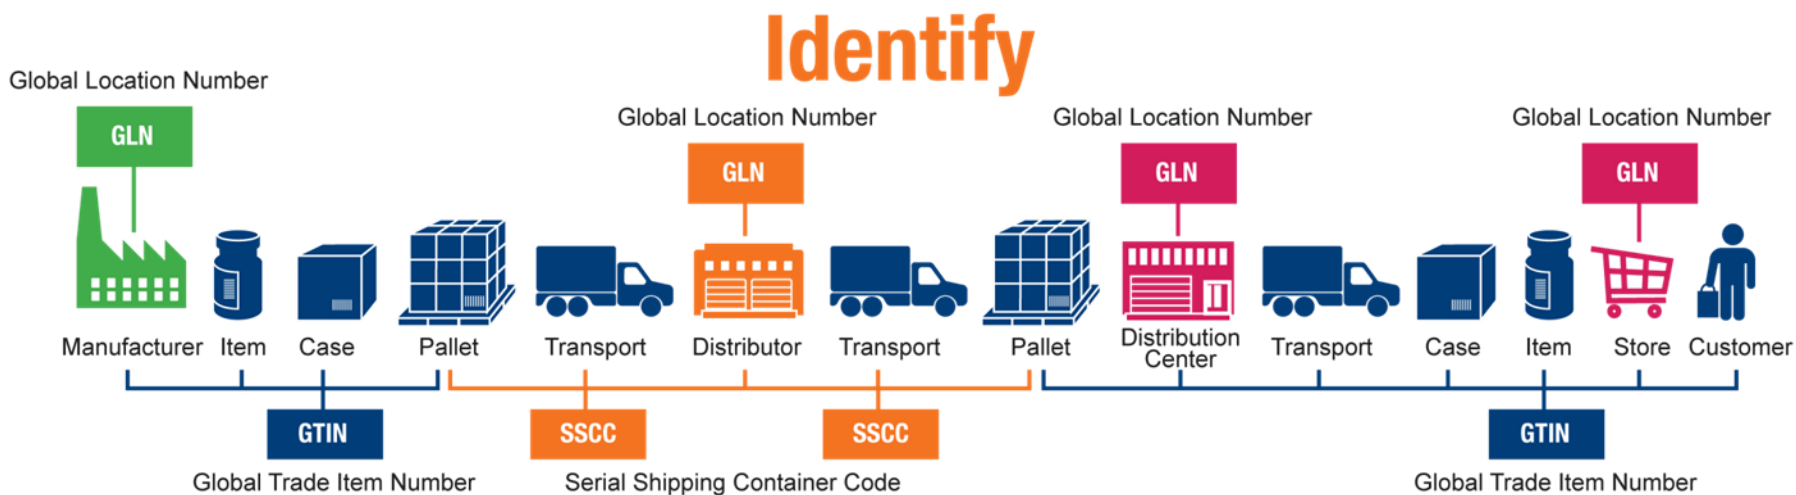 Identify
Global Location Number
GLN
Global Location Number
GLN
Global Location Number
GLN
Global Location Number
GLN
Manufacturer
Item
Case
Pallet
Transport
Distributor
Transport
Pallet
Distribution
Center
Transport
Case
Item
Store
Customer
GTIN
Global Trade Item Number
SSCC
SSCC
Serial Shipping Container Code
GTIN
Global Trade Item Number